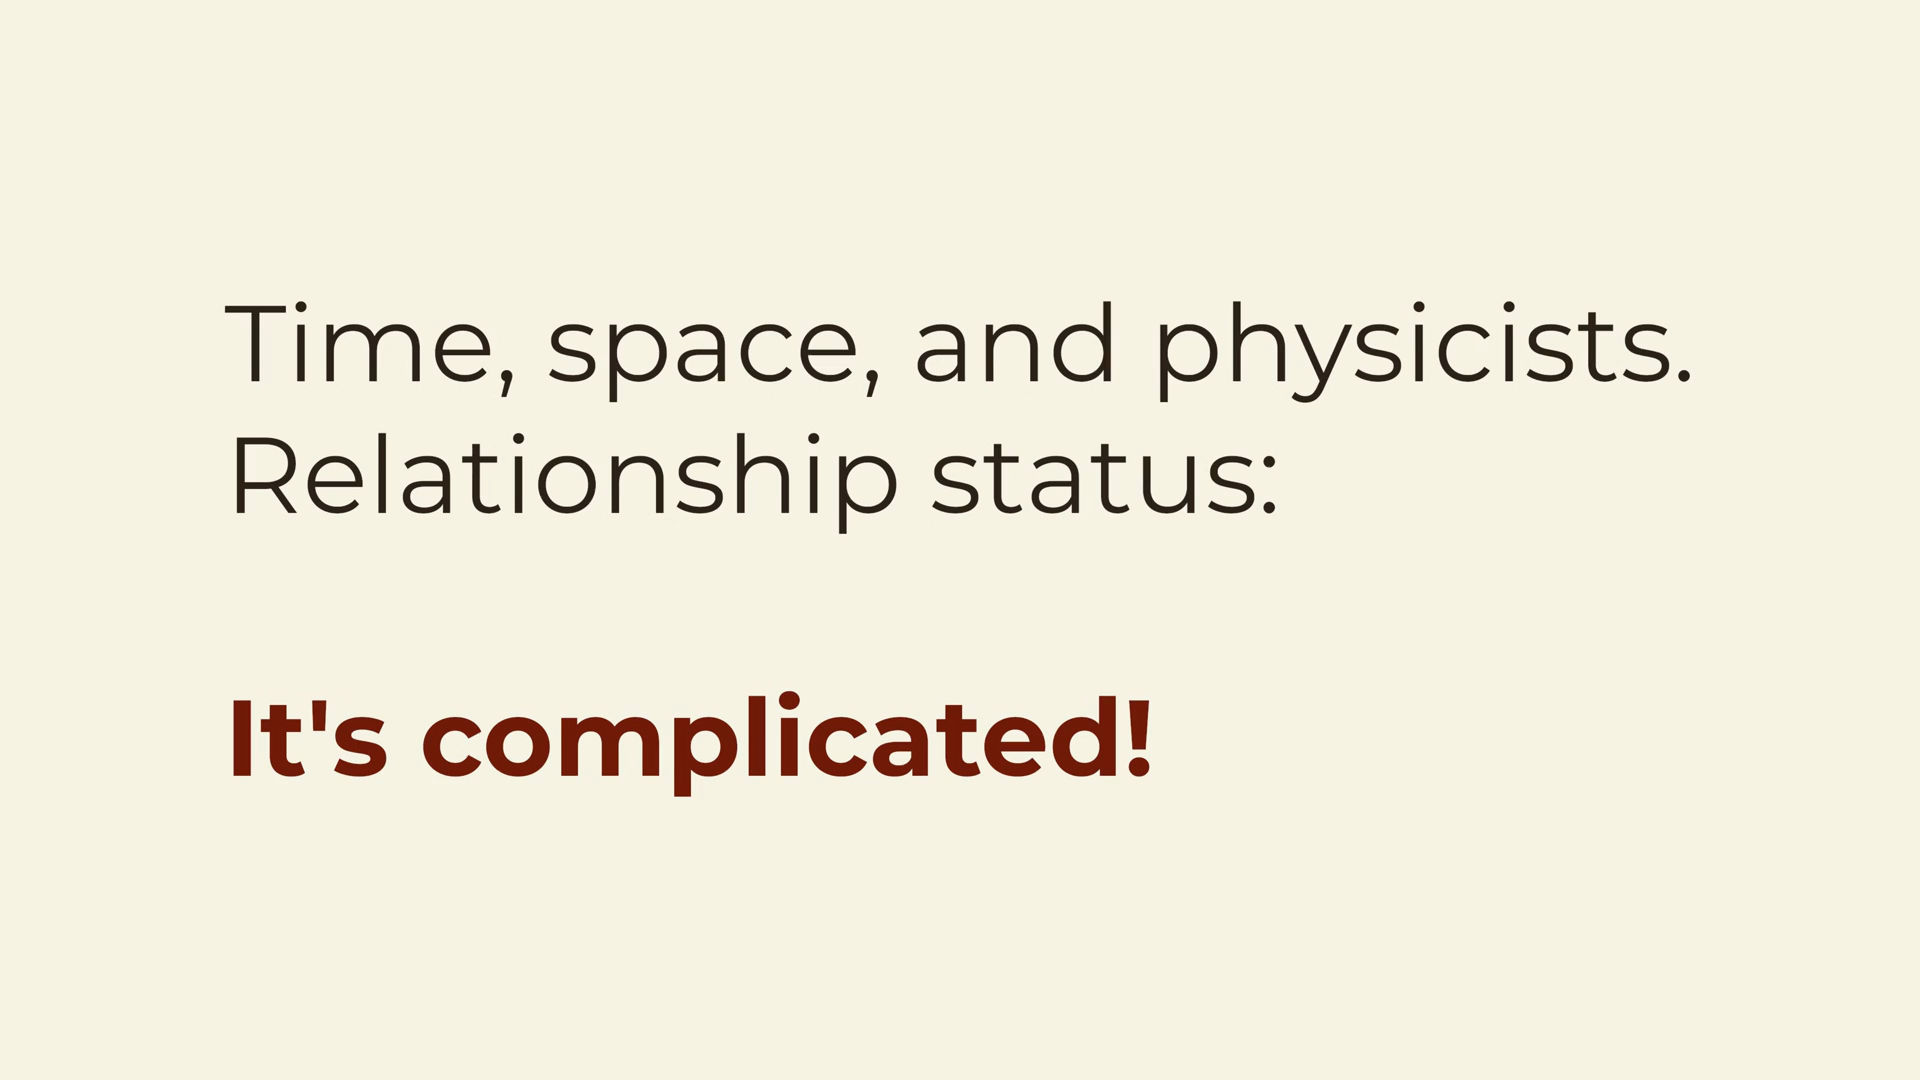 Time, space, and physicists.
Relationship status:
It's complicated!